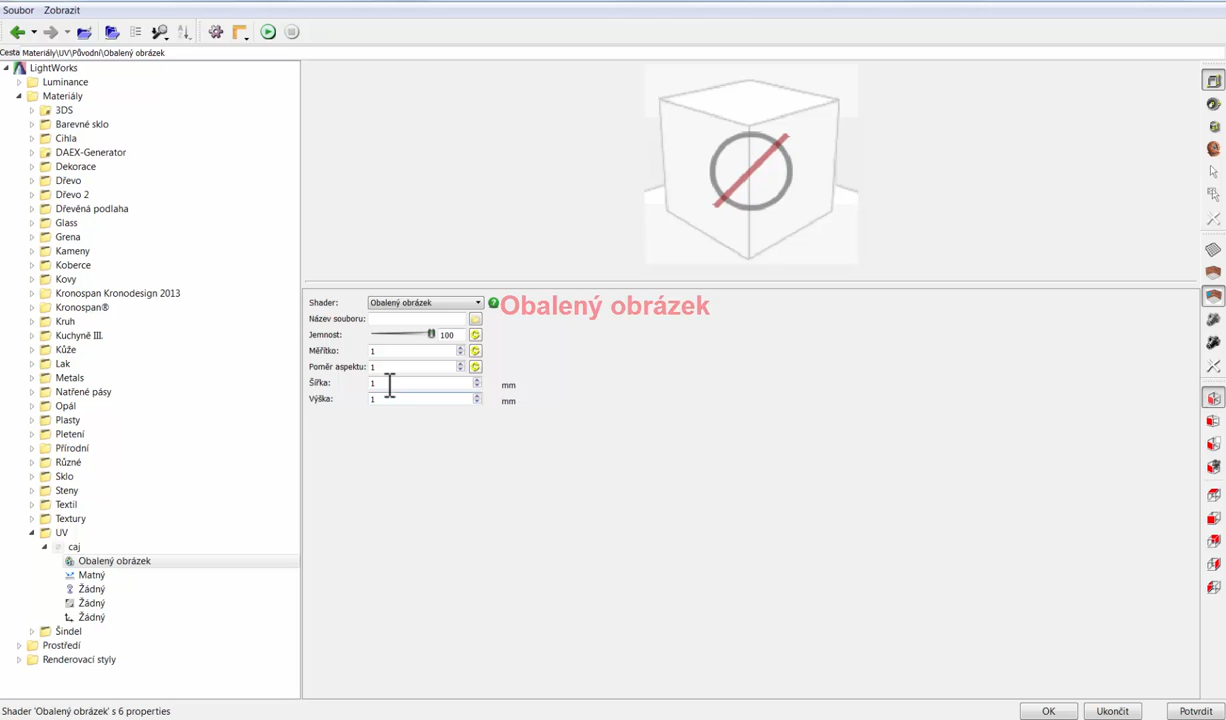 Soubor Zobrazit
Cesta Materiály\UV\Původní\Obalený obrázek
LightWorks
Luminance
Materiály
3DS
Barevné sklo
Cihla
DAEX-Generator
Dekorace
Dřevo
Dřevo 2
Dřevěná podlaha
Glass
Grena
Kameny
Koberce
Kovy
Kronospan Kronodesign 2013
Kronospan®
Kruh
Kuchyně III.
Kůže
Lak
Metals
Natřené pásy
Opál
Plasty
Pletení
Přírodní
Různé
Sklo
Steny
Textil
Textury
UV
caj
Obalený obrázek
Matný
Žádný
Žádný
Žádný
Šindel
Prostředí
Renderovací styly
Shader: Obalený obrázek Obalený obrázek
Název souboru:
Jemnost: 100
Měřítko: 1
Poměr aspektu: 1
Šířka: 1 mm
Výška: 1 mm
Shader 'Obalený obrázek' s 6 properties
OK Ukončit Potvrdit